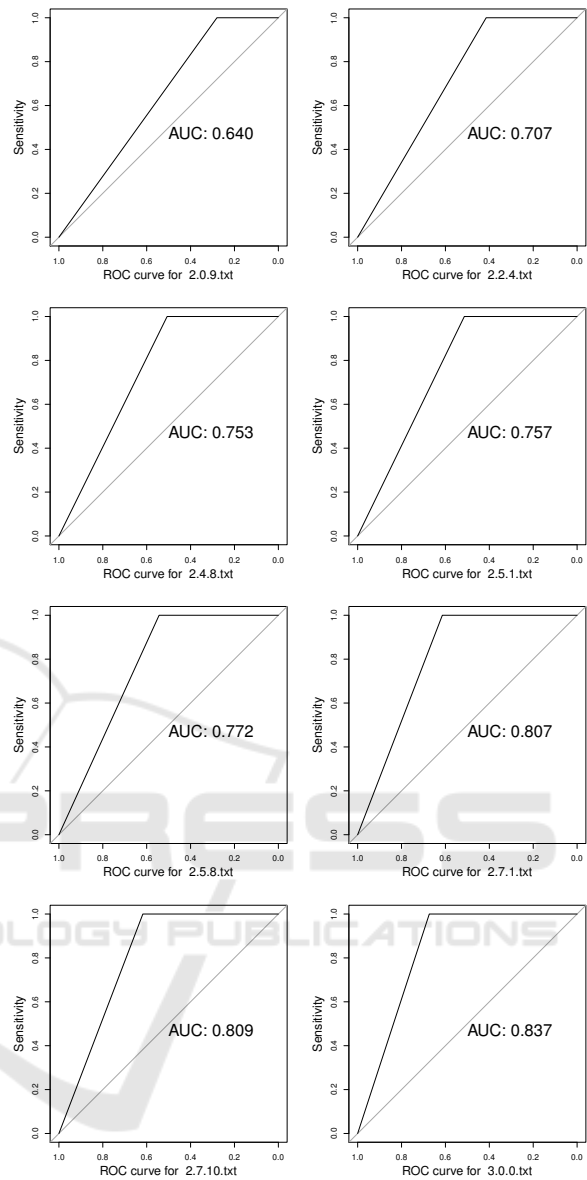 Sensitivity
0.0 0.2 0.4 0.6 0.8 1.0
AUC: 0.640
1.0 0.8 0.6 0.4 0.2 0.0
ROC curve for 2.0.9.txt
Sensitivity
0.0 0.2 0.4 0.6 0.8 1.0
AUC: 0.707
1.0 0.8 0.6 0.4 0.2 0.0
ROC curve for 2.2.4.txt
Sensitivity
0.0 0.2 0.4 0.6 0.8 1.0
AUC: 0.753
1.0 0.8 0.6 0.4 0.2 0.0
ROC curve for 2.4.8.txt
Sensitivity
0.0 0.2 0.4 0.6 0.8 1.0
AUC: 0.757
1.0 0.8 0.6 0.4 0.2 0.0
ROC curve for 2.5.1.txt
Sensitivity
0.0 0.2 0.4 0.6 0.8 1.0
AUC: 0.772
1.0 0.8 0.6 0.4 0.2 0.0
ROC curve for 2.5.8.txt
Sensitivity
0.0 0.2 0.4 0.6 0.8 1.0
AUC: 0.807
1.0 0.8 0.6 0.4 0.2 0.0
ROC curve for 2.7.1.txt
PRESS
OLOGY PUBLICATIONS
Sensitivity
0.0 0.2 0.4 0.6 0.8 1.0
AUC: 0.809
1.0 0.8 0.6 0.4 0.2 0.0
ROC curve for 2.7.10.txt
Sensitivity
0.0 0.2 0.4 0.6 0.8 1.0
AUC: 0.837
1.0 0.8 0.6 0.4 0.2 0.0
ROC curve for 3.0.0.txt